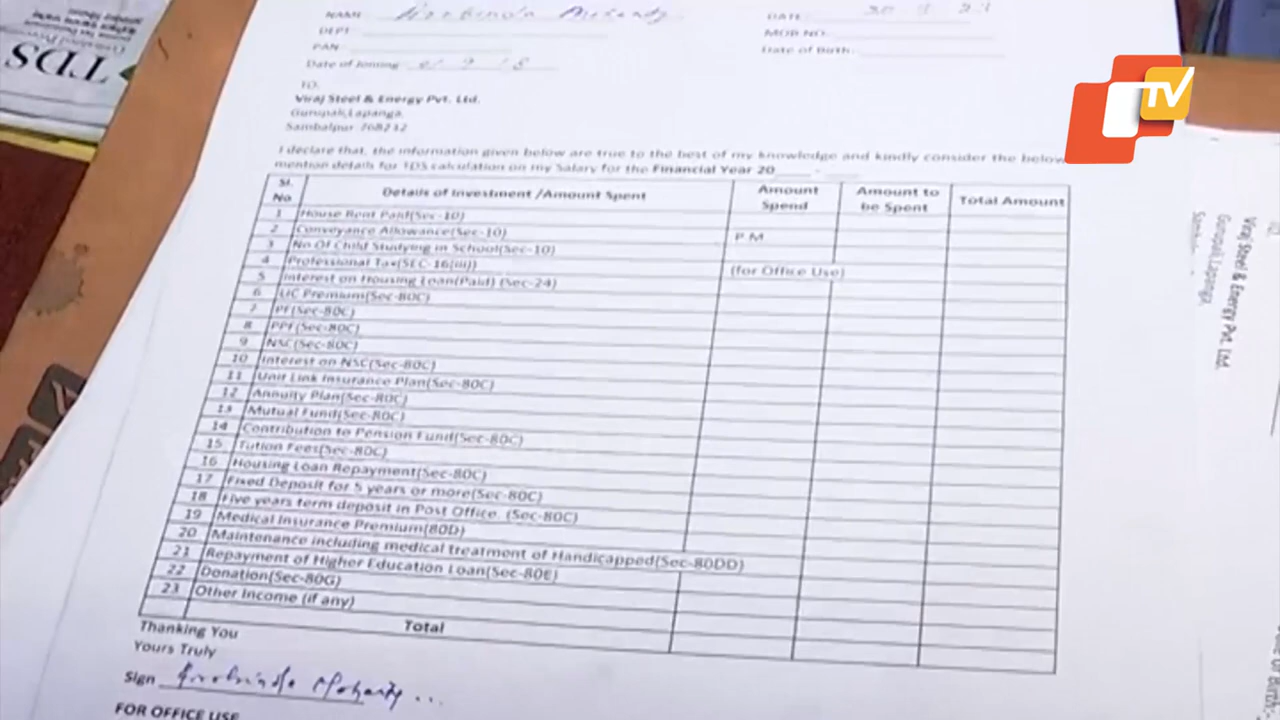 TDS
TV
NAME
DATE
DEPT
MOB NO.
PAN
Date of Birth:
Date of Joining
TO,
Viraj Steel & Energy Pvt. Ltd.
Gurupali,Lapanga,
Sambalpur
I declare that, the information given below are true to the best of my knowledge and kindly consider the below
mention details for TDS calculation on my Salary for the Financial Year 20
Sl. No Details of Investment /Amount Spent Amount Spend Amount to be Spent Total Amount
1 House Rent Paid(Sec-10)
2 Conveyance Allowance(Sec-10) P.M
3 No Of Child Studying in School(Sec-10)
4 Professional Tax(SEC-16(iii)) (for Office Use)
5 Interest on Housing Loan(Paid) (Sec-24)
6 LIC Premium(Sec-80C)
7 PF(Sec-80C)
8 PPF(Sec-80C)
9 NSC(Sec-80C)
10 Interest on NSC(Sec-80C)
11 Unit Link Insurance Plan(Sec-80C)
12 Annuity Plan(Sec-80C)
13 Mutual Fund(Sec-80C)
14 Contribution to Pension Fund(Sec-80C)
15 Tution Fees(Sec-80C)
16 Housing Loan Repayment(Sec-80C)
17 Fixed Deposit for 5 years or more(Sec-80C)
18 Five years term deposit in Post Office. (Sec-80C)
19 Medical Insurance Premium(80D)
20 Maintenance including medical treatment of Handicapped(Sec-80DD)
21 Repayment of Higher Education Loan(Sec-80E)
22 Donation(Sec-80G)
23 Other Income (if any)
Total
Thanking You
Yours Truly
Sign Mohanty
FOR OFFICE USE
Viraj Steel & Energy Pvt. Ltd.
Gurupali,Lapanga,